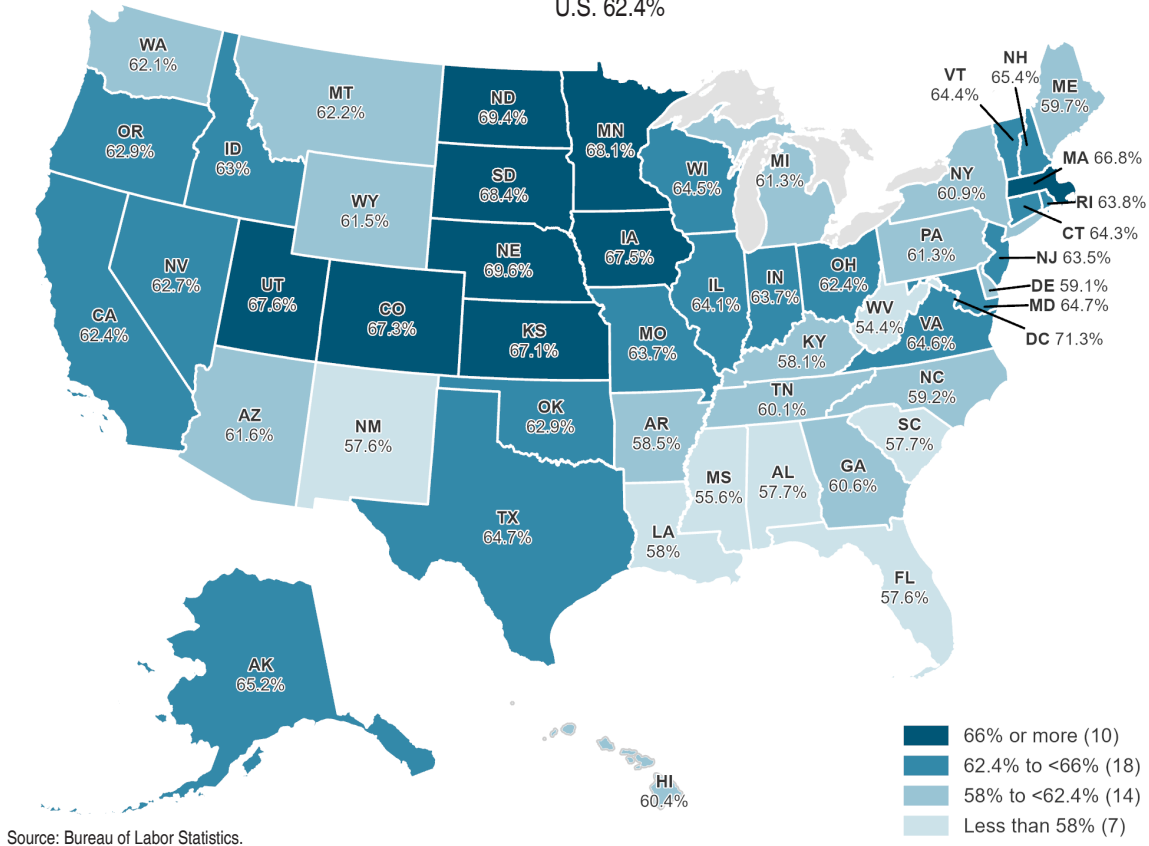 U.S. 62.4%
WA
62.1%
OR
62.9%
ID
63%
MT
62.2%
WY
61.5%
ND
69.4%
SD
68.4%
NE
69.6%
MN
68.1%
IA
67.5%
WI
64.5%
MI
61.3%
VT
64.4%
NH
65.4%
ME
59.7%
MA 66.8%
RI 63.8%
CT 64.3%
NJ 63.5%
DE 59.1%
MD 64.7%
DC 71.3%
NY
60.9%
PA
61.3%
NV
62.7%
UT
67.6%
CO
67.3%
CA
62.4%
KS
67.1%
MO
63.7%
IL
64.1%
IN
63.7%
OH
62.4%
WV
54.4%
VA
64.6%
KY
58.1%
TN
60.1%
NC
59.2%
SC
57.7%
AZ
61.6%
NM
57.6%
OK
62.9%
AR
58.5%
MS
55.6%
AL
57.7%
GA
60.6%
TX
64.7%
LA
58%
FL
57.6%
AK
65.2%
HI
60.4%
66% or more (10)
62.4% to <66% (18)
58% to <62.4% (14)
Less than 58% (7)
Source: Bureau of Labor Statistics.